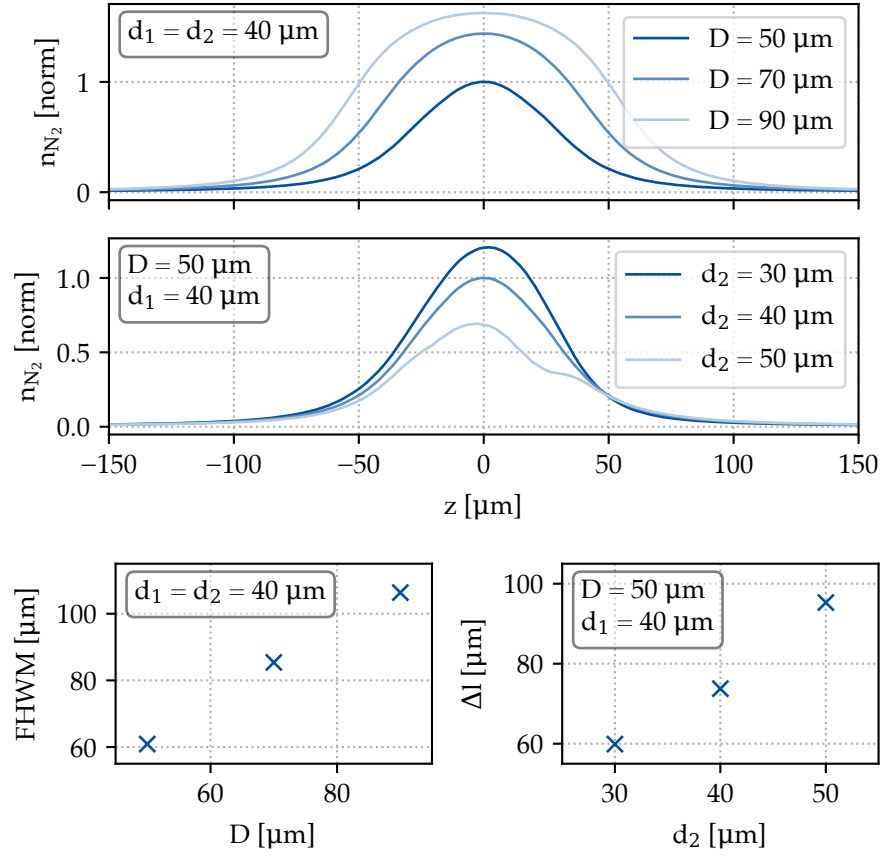 d₁ = d₂ = 40 µm
D = 50 µm
D = 70 µm
D = 90 µm
n_N₂ [norm]
1
0
D = 50 µm
d₁ = 40 µm
d₂ = 30 µm
d₂ = 40 µm
d₂ = 50 µm
n_N₂ [norm]
1.0
0.5
0.0
−150 −100 −50 0 50 100 150
z [µm]
d₁ = d₂ = 40 µm
FHWM [µm]
100
80
60
60 80
D [µm]
D = 50 µm
d₁ = 40 µm
Δl [µm]
100
80
60
30 40 50
d₂ [µm]